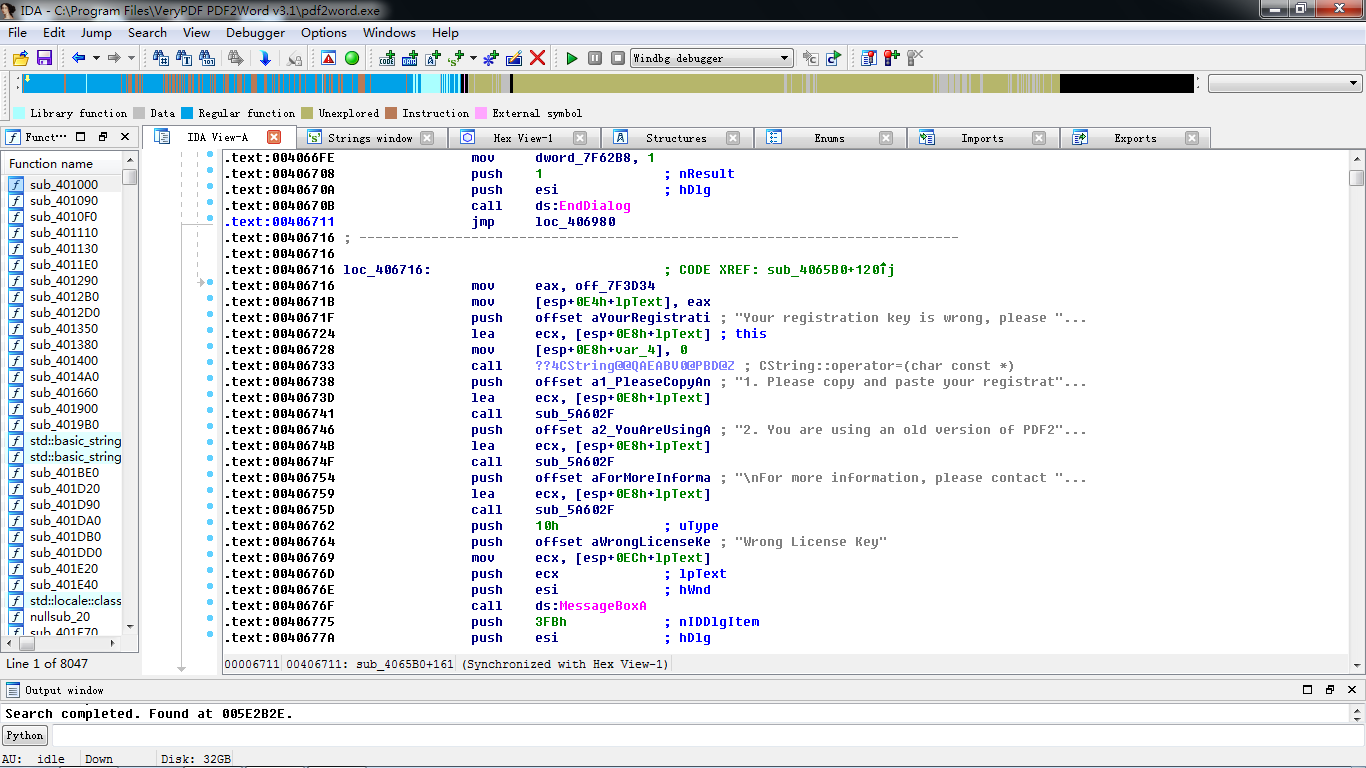 IDA - C:\Program Files\VeryPDF PDF2Word v3.1\pdf2word.exe
File Edit Jump Search View Debugger Options Windows Help
Windbg debugger
Library function Data Regular function Unexplored Instruction External symbol
Funct··· IDA View-A Strings window Hex View-1 Structures Enums Imports Exports
Function name
sub_401000
sub_401090
sub_4010F0
sub_401110
sub_401130
sub_4011E0
sub_401290
sub_4012B0
sub_4012D0
sub_401350
sub_401380
sub_401400
sub_4014A0
sub_401660
sub_401900
sub_4019B0
std::basic_string
std::basic_string
sub_401BE0
sub_401D20
sub_401D90
sub_401DA0
sub_401DB0
sub_401DD0
sub_401E20
sub_401E40
std::locale::class
nullsub_20
sub_401E70
Line 1 of 8047
.text:004066FE mov dword_7F62B8, 1
.text:00406708 push 1 ; nResult
.text:0040670A push esi ; hDlg
.text:0040670B call ds:EndDialog
.text:00406711 jmp loc_406980
.text:00406716 ; ---------------------------------------------------------------------------
.text:00406716
.text:00406716 loc_406716: ; CODE XREF: sub_4065B0+120↑j
.text:00406716 mov eax, off_7F3D34
.text:0040671B mov [esp+0E4h+lpText], eax
.text:0040671F push offset aYourRegistrati ; "Your registration key is wrong, please "...
.text:00406724 lea ecx, [esp+0E8h+lpText] ; this
.text:00406728 mov [esp+0E8h+var_4], 0
.text:00406733 call ??4CString@@QAEABV0@PBD@Z ; CString::operator=(char const *)
.text:00406738 push offset a1_PleaseCopyAn ; "1. Please copy and paste your registrat"...
.text:0040673D lea ecx, [esp+0E8h+lpText]
.text:00406741 call sub_5A602F
.text:00406746 push offset a2_YouAreUsingA ; "2. You are using an old version of PDF2"...
.text:0040674B lea ecx, [esp+0E8h+lpText]
.text:0040674F call sub_5A602F
.text:00406754 push offset aForMoreInforma ; "\nFor more information, please contact "...
.text:00406759 lea ecx, [esp+0E8h+lpText]
.text:0040675D call sub_5A602F
.text:00406762 push 10h ; uType
.text:00406764 push offset aWrongLicenseKe ; "Wrong License Key"
.text:00406769 mov ecx, [esp+0ECh+lpText]
.text:0040676D push ecx ; lpText
.text:0040676E push esi ; hWnd
.text:0040676F call ds:MessageBoxA
.text:00406775 push 3FBh ; nIDDlgItem
.text:0040677A push esi ; hDlg
00006711 00406711: sub_4065B0+161 (Synchronized with Hex View-1)
Output window
Search completed. Found at 005E2B2E.
Python
AU: idle Down Disk: 32GB